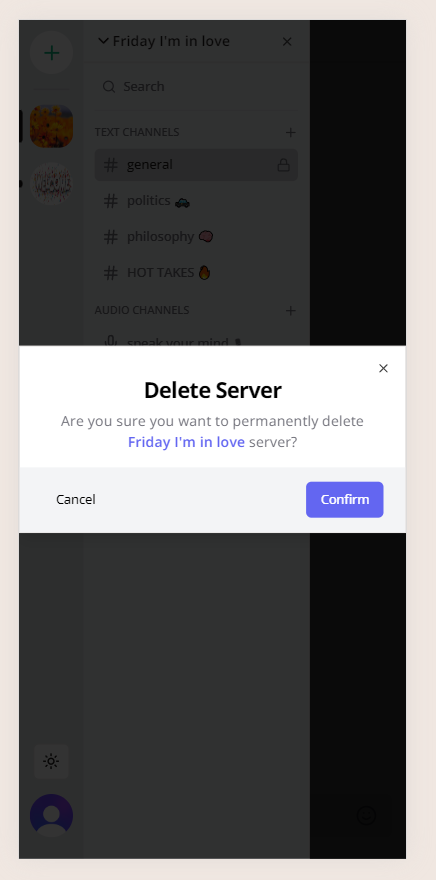 Friday I'm in love
Search
TEXT CHANNELS
general
politics
philosophy
HOT TAKES
AUDIO CHANNELS
speak your mind
Delete Server
Are you sure you want to permanently delete
Friday I'm in love server?
Cancel
Confirm